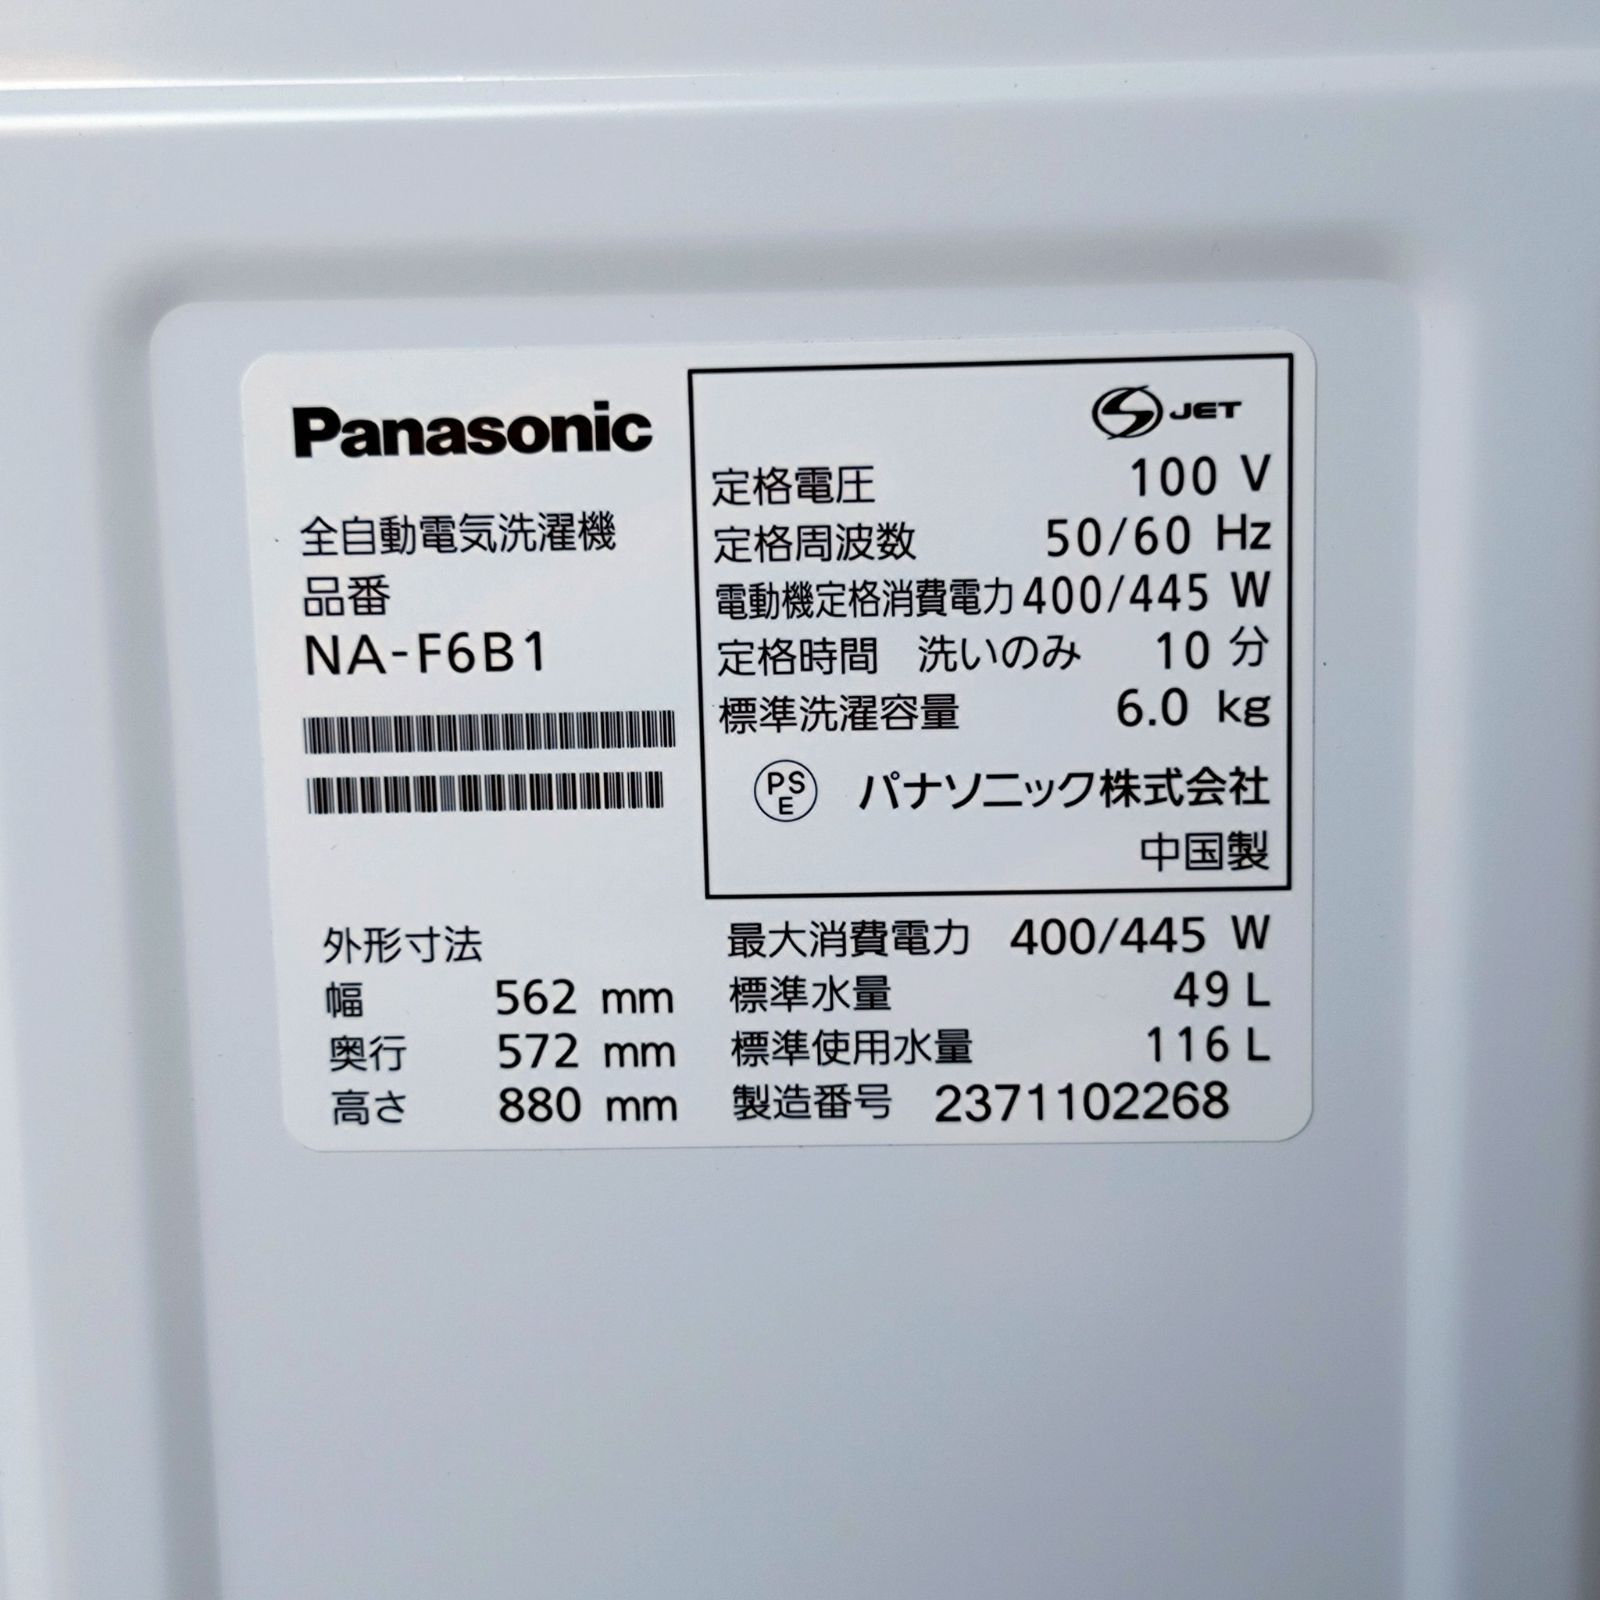 Panasonic
全自動電気洗濯機
品番
NA-F6B1
S JET
定格電圧 100 V
定格周波数 50/60 Hz
電動機定格消費電力 400/445 W
定格時間 洗いのみ 10 分
標準洗濯容量 6.0 kg
PSE パナソニック株式会社
中国製
外形寸法
幅 562 mm
奥行 572 mm
高さ 880 mm
最大消費電力 400/445 W
標準水量 49 L
標準使用水量 116 L
製造番号 2371102268